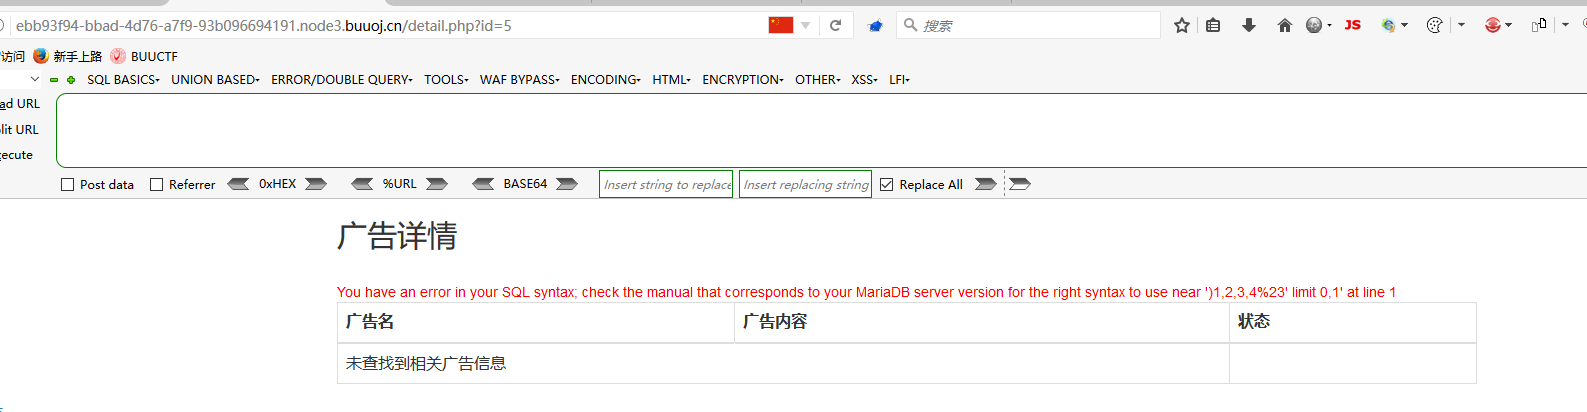 ebb93f94-bbad-4d76-a7f9-93b096694191.node3.buuoj.cn/detail.php?id=5
搜索
JS
访问 新手上路 BUUCTF
SQL BASICS UNION BASED ERROR/DOUBLE QUERY TOOLS WAF BYPASS ENCODING HTML ENCRYPTION OTHER XSS LFI
ad URL
lit URL
ecute
Post data Referrer 0xHEX %URL BASE64 Insert string to replace Insert replacing string Replace All
广告详情
You have an error in your SQL syntax; check the manual that corresponds to your MariaDB server version for the right syntax to use near ')1,2,3,4%23' limit 0,1' at line 1
广告名 广告内容 状态
未查找到相关广告信息